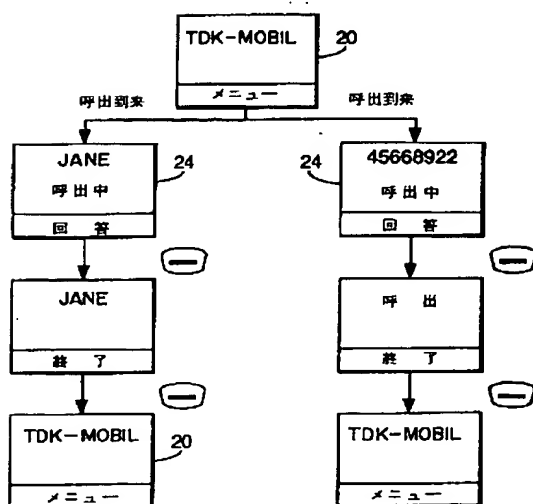 TDK-MOBIL 20
メニュー
呼出到来 呼出到来
JANE 24 24 45668922
呼出中 呼出中
回答 回答
JANE 呼出
終了 終了
TDK-MOBIL 20 TDK-MOBIL
メニュー メニュー